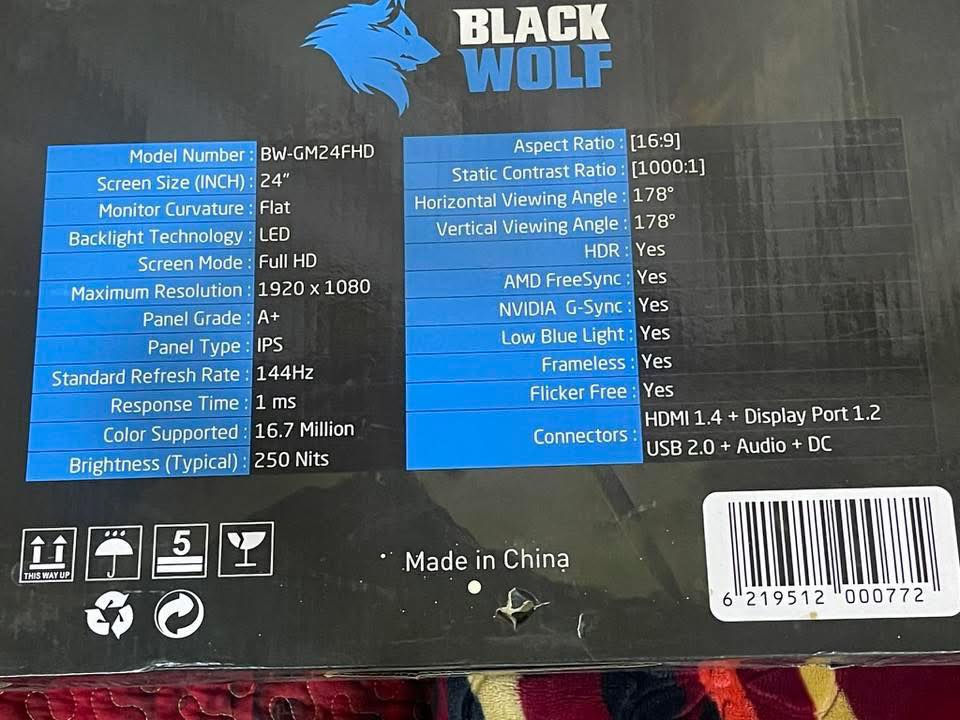 BLACK
WOLF
Model Number : BW-GM24FHD
Screen Size (INCH) : 24"
Monitor Curvature : Flat
Backlight Technology : LED
Screen Mode : Full HD
Maximum Resolution : 1920 x 1080
Panel Grade : A+
Panel Type : IPS
Standard Refresh Rate : 144Hz
Response Time : 1 ms
Color Supported : 16.7 Million
Brightness (Typical) : 250 Nits
Aspect Ratio : [16:9]
Static Contrast Ratio : [1000:1]
Horizontal Viewing Angle : 178°
Vertical Viewing Angle : 178°
HDR : Yes
AMD FreeSync : Yes
NVIDIA G-Sync : Yes
Low Blue Light : Yes
Frameless : Yes
Flicker Free : Yes
Connectors : HDMI 1.4 + Display Port 1.2
USB 2.0 + Audio + DC
THIS WAY UP
5
Made in China
6 219512 000772